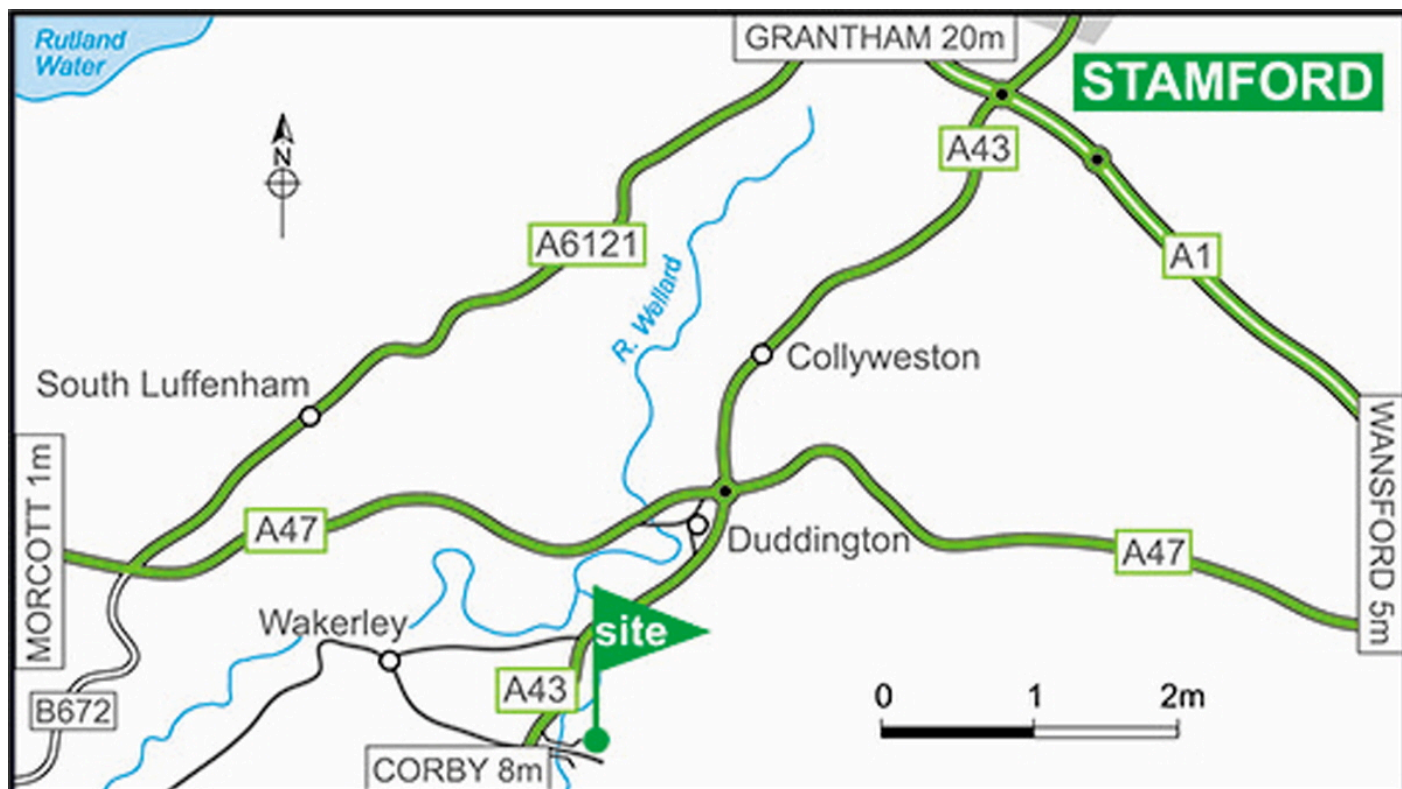 Rutland
Water
GRANTHAM 20m
STAMFORD
N
A43
A6121
A1
R. Wellard
Collyweston
South Luffenham
WANSFORD 5m
MORCOTT 1m
A47
Duddington
A47
Wakerley
site
A43
B672
0 1 2m
CORBY 8m